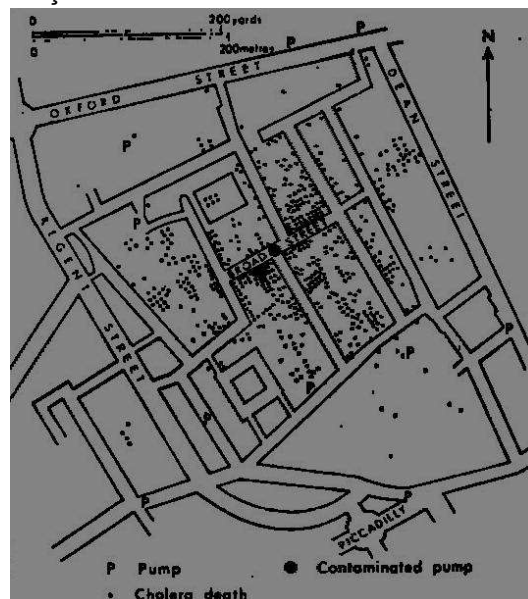 0 200 yards
0 200 metres
P P
N
OXFORD STREET
DEAN STREET
P
REGENT STREET
P
BROAD STREET
P
P
P
P
P
P
PICCADILLY
P Pump
Contaminated pump
Cholera death